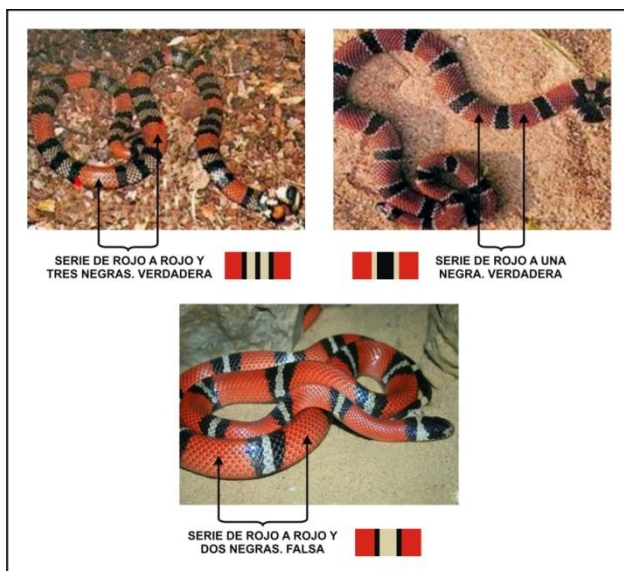 SERIE DE ROJO A ROJO Y
TRES NEGRAS. VERDADERA
SERIE DE ROJO A UNA
NEGRA. VERDADERA
SERIE DE ROJO A ROJO Y
DOS NEGRAS. FALSA